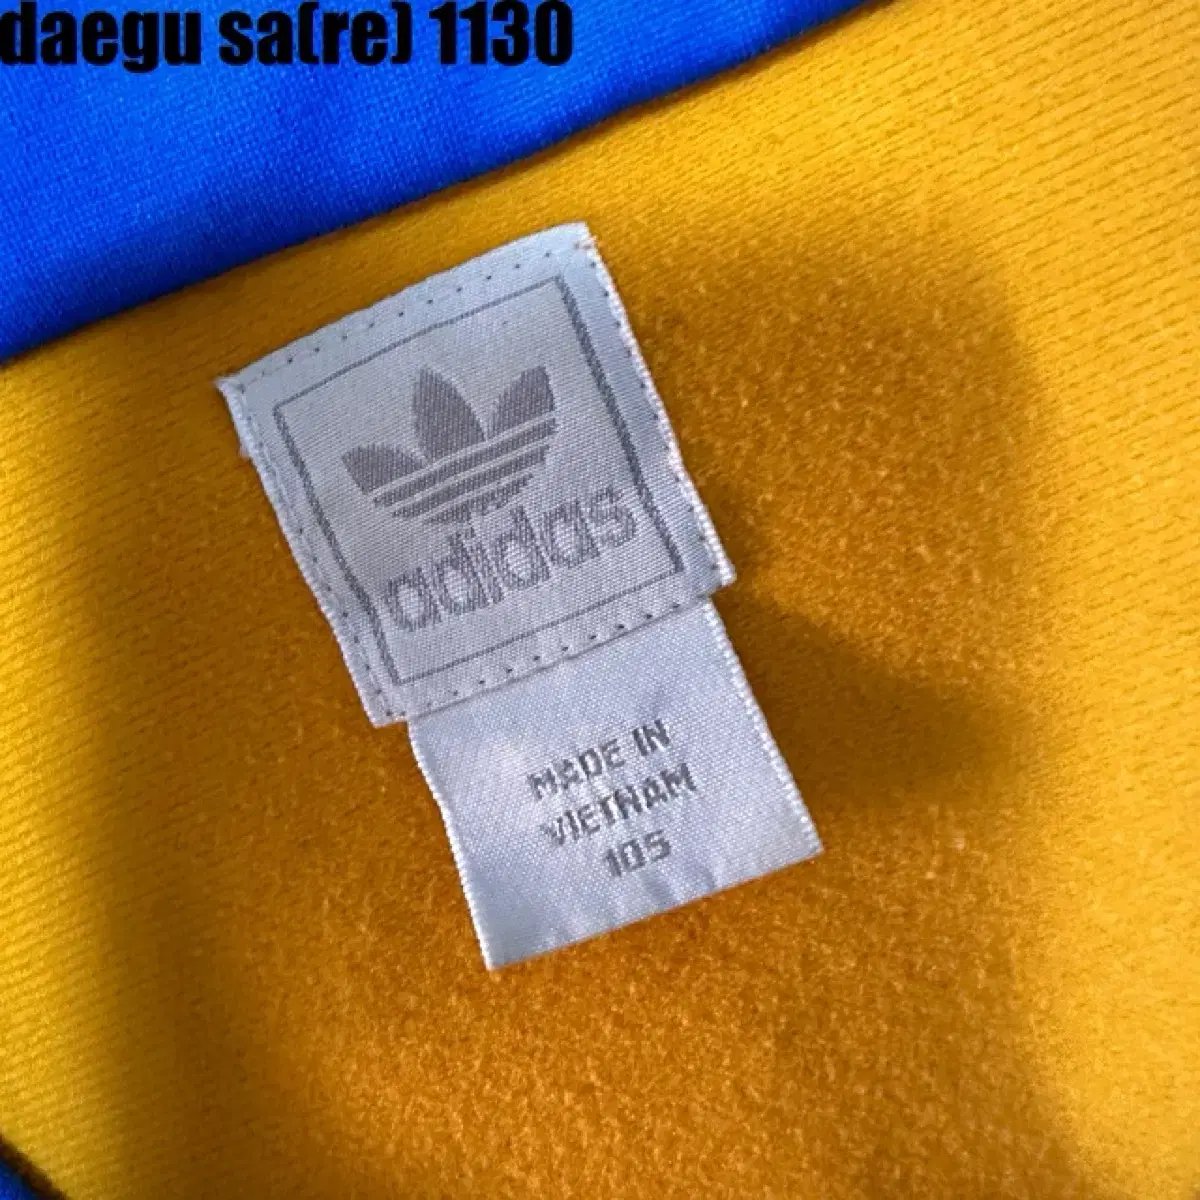 daegu sa(re) 1130
adidas
MADE IN
VIETNAM
105